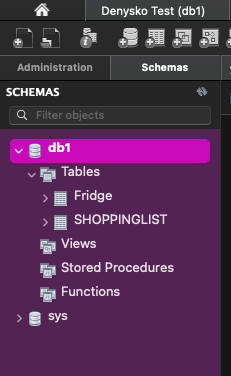 Denysko Test (db1)
Administration Schemas
SCHEMAS
Filter objects
db1
Tables
Fridge
SHOPPINGLIST
Views
Stored Procedures
Functions
sys